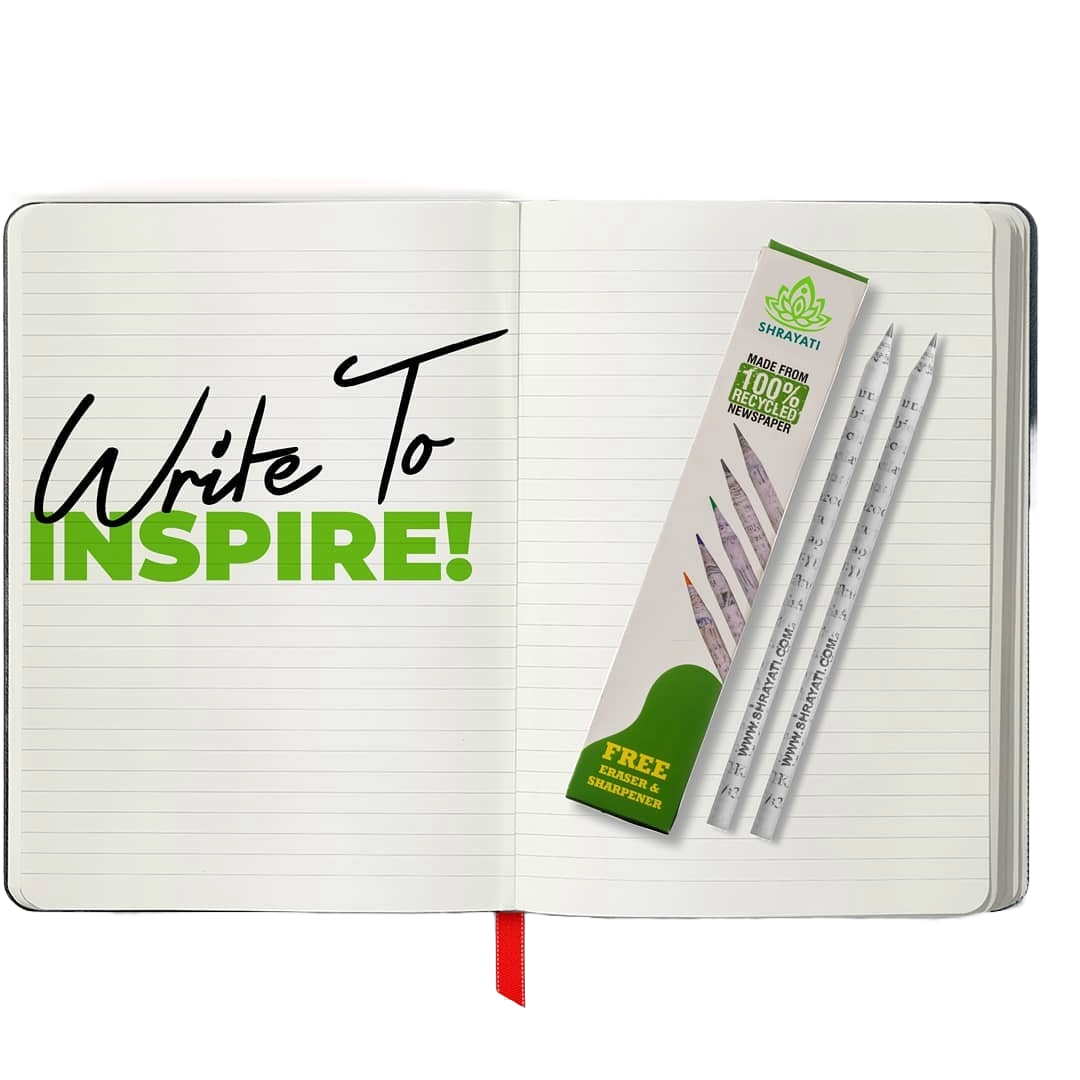 Write To
INSPIRE!
SHRAYATI
MADE FROM
100%
RECYCLED
NEWSPAPER
FREE
ERASER &
SHARPENER
WWW.SHRAYATI.COM
WWW.SHRAYATI.COM